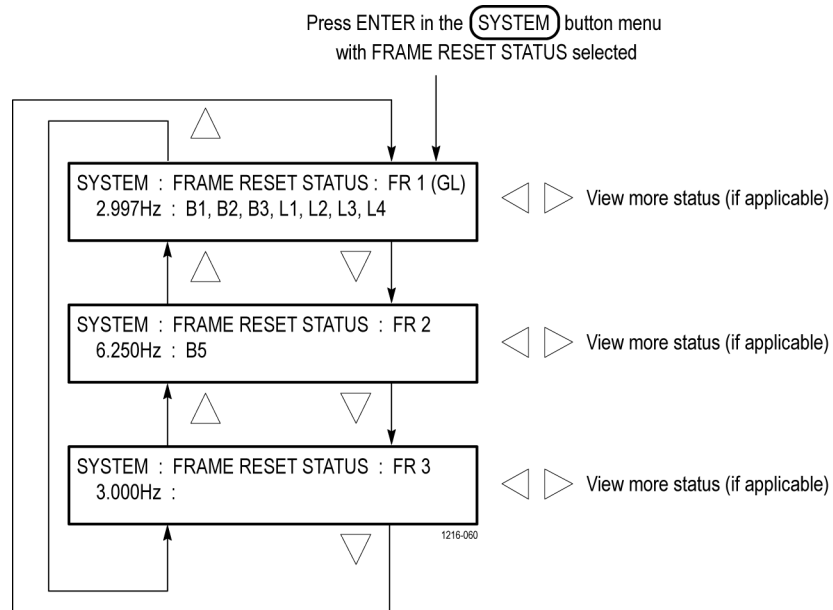 Press ENTER in the SYSTEM button menu
with FRAME RESET STATUS selected
SYSTEM : FRAME RESET STATUS : FR 1 (GL)
2.997Hz : B1, B2, B3, L1, L2, L3, L4
View more status (if applicable)
SYSTEM : FRAME RESET STATUS : FR 2
6.250Hz : B5
View more status (if applicable)
SYSTEM : FRAME RESET STATUS : FR 3
3.000Hz :
View more status (if applicable)
1216-060